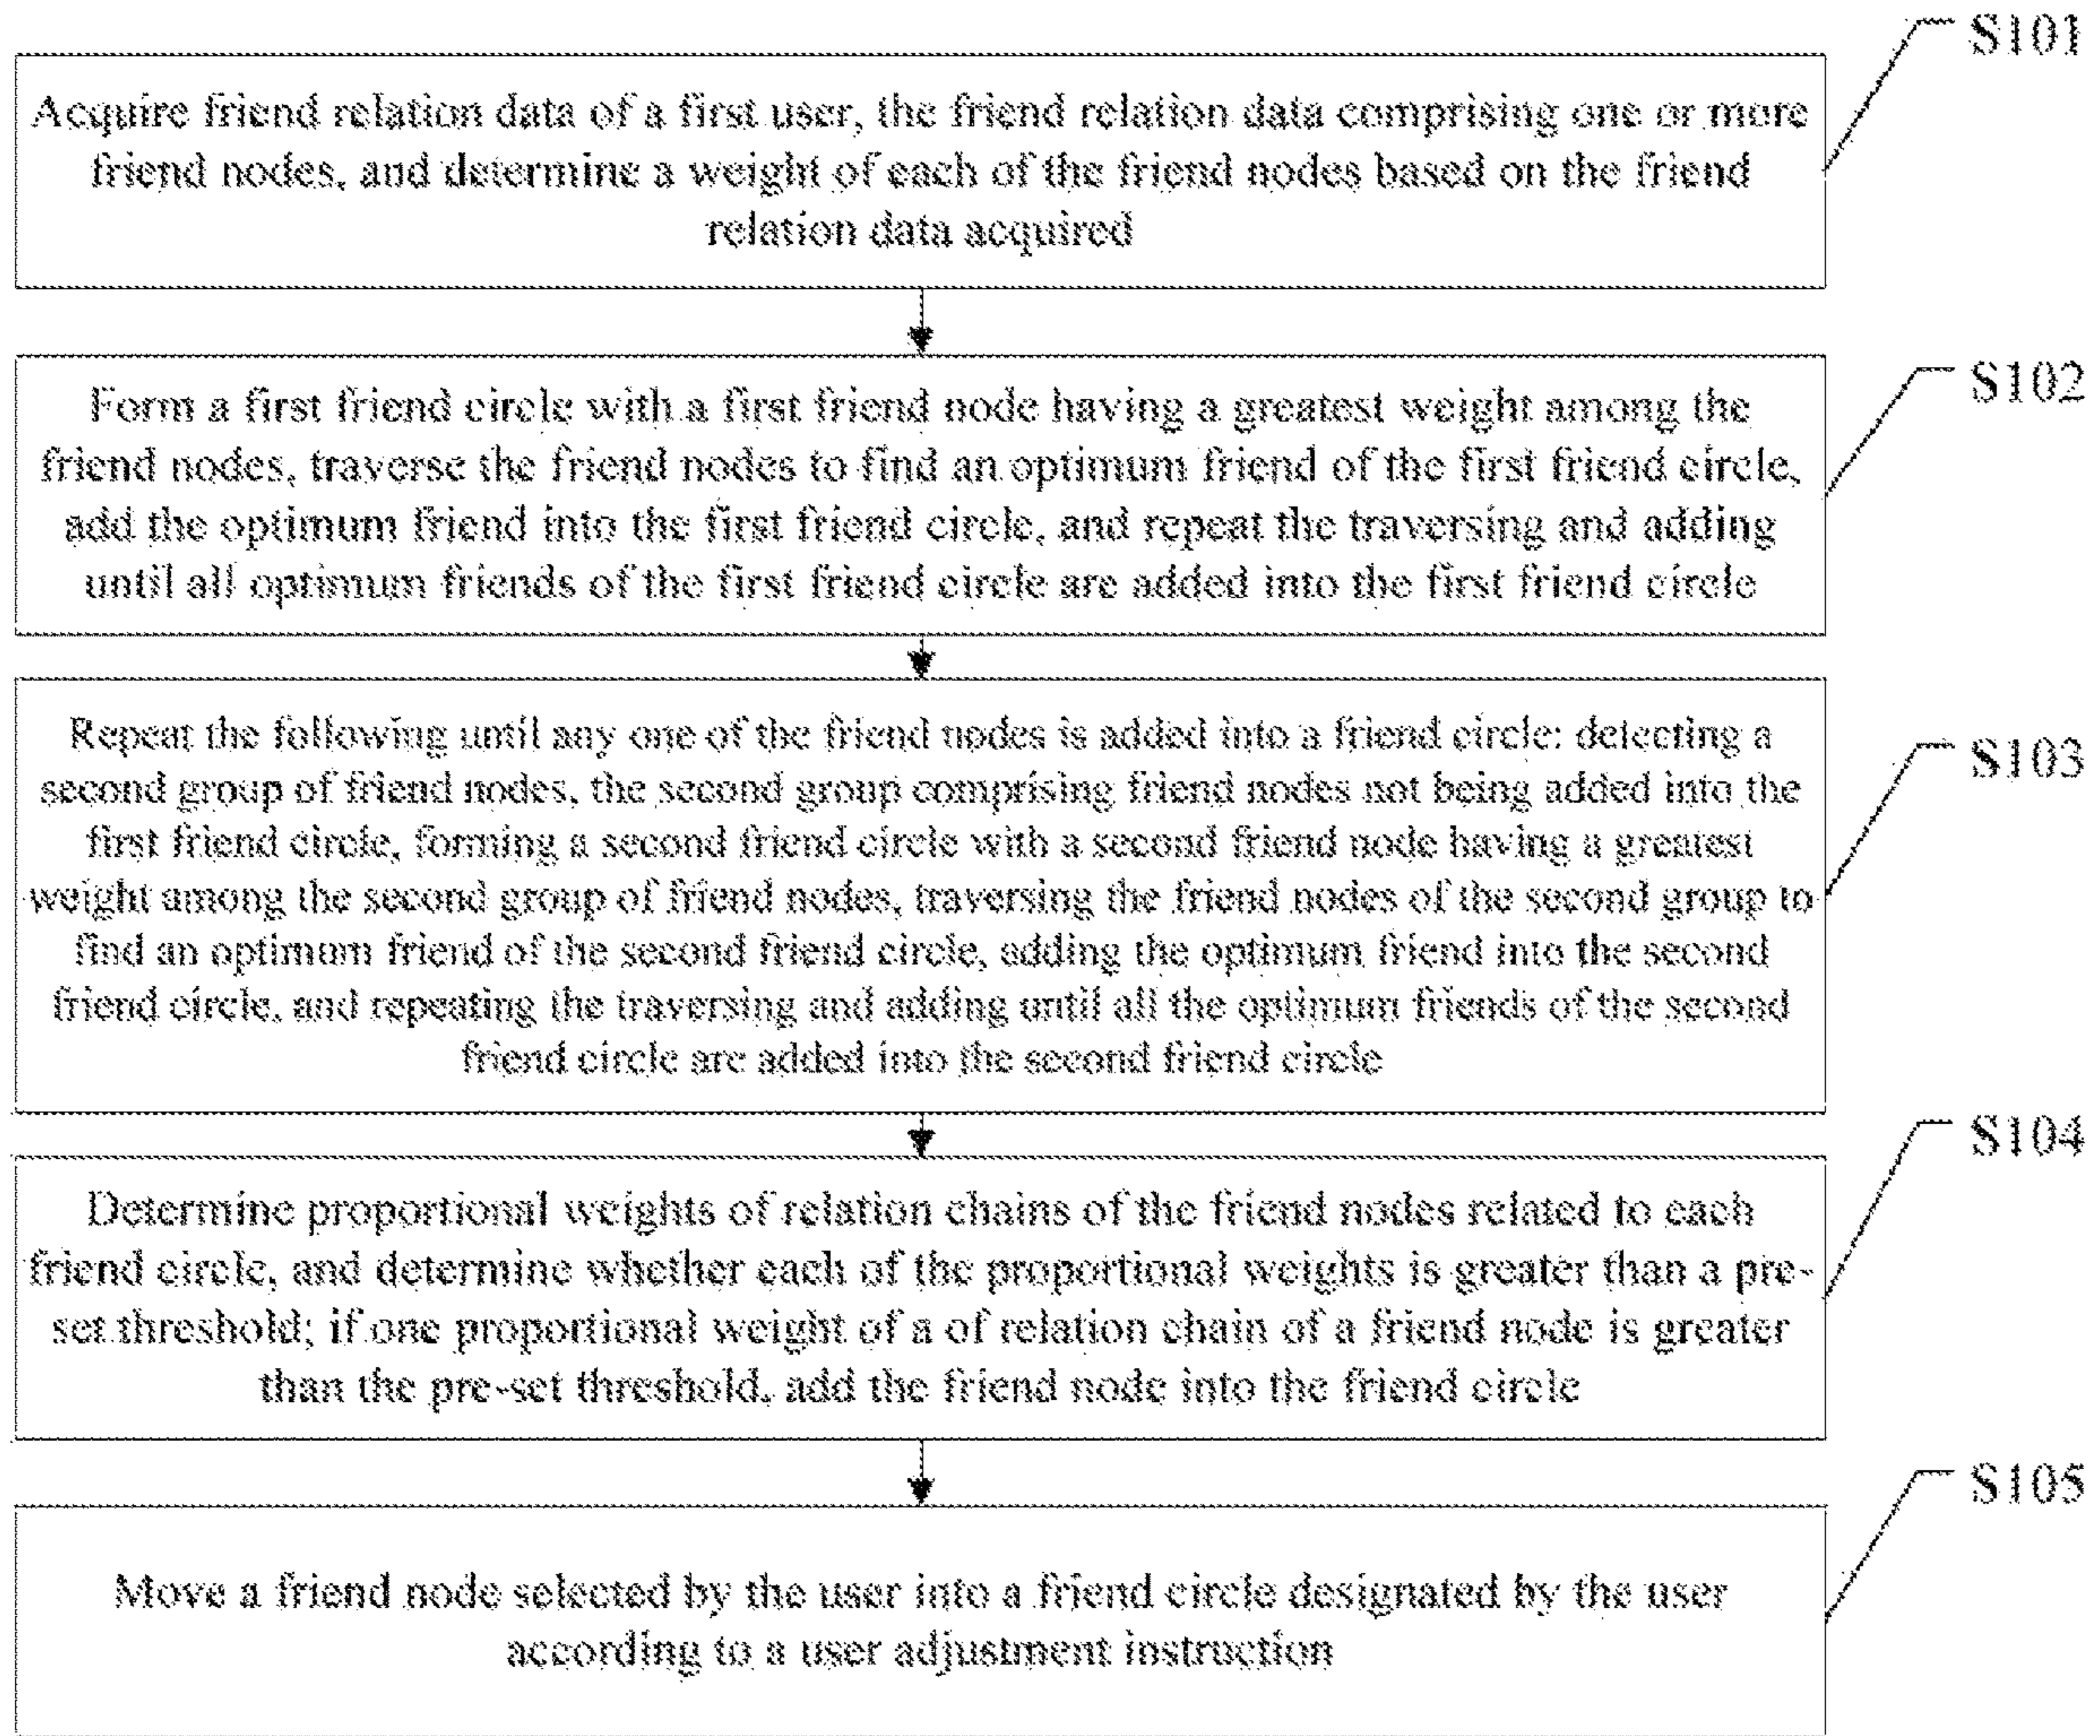 S101
Acquire friend relation data of a first user, the friend relation data comprising one or more
friend nodes, and determine a weight of each of the friend nodes based on the friend
relation data acquired
S102
Form a first friend circle with a first friend node having a greatest weight among the
friend nodes, traverse the friend nodes to find an optimum friend of the first friend circle,
add the optimum friend into the first friend circle, and repeat the traversing and adding
until all optimum friends of the first friend circle are added into the first friend circle
S103
Repeat the following until any one of the friend nodes is added into a friend circle: detecting a
second group of friend nodes, the second group comprising friend nodes not being added into the
first friend circle, forming a second friend circle with a second friend node having a greatest
weight among the second group of friend nodes, traversing the friend nodes of the second group to
find an optimum friend of the second friend circle, adding the optimum friend into the second
friend circle, and repeating the traversing and adding until all the optimum friends of the second
friend circle are added into the second friend circle
S104
Determine proportional weights of relation chains of the friend nodes related to each
friend circle, and determine whether each of the proportional weights is greater than a pre-
set threshold; if one proportional weight of a of relation chain of a friend node is greater
than the pre-set threshold, add the friend node into the friend circle
S105
Move a friend node selected by the user into a friend circle designated by the user
according to a user adjustment instruction